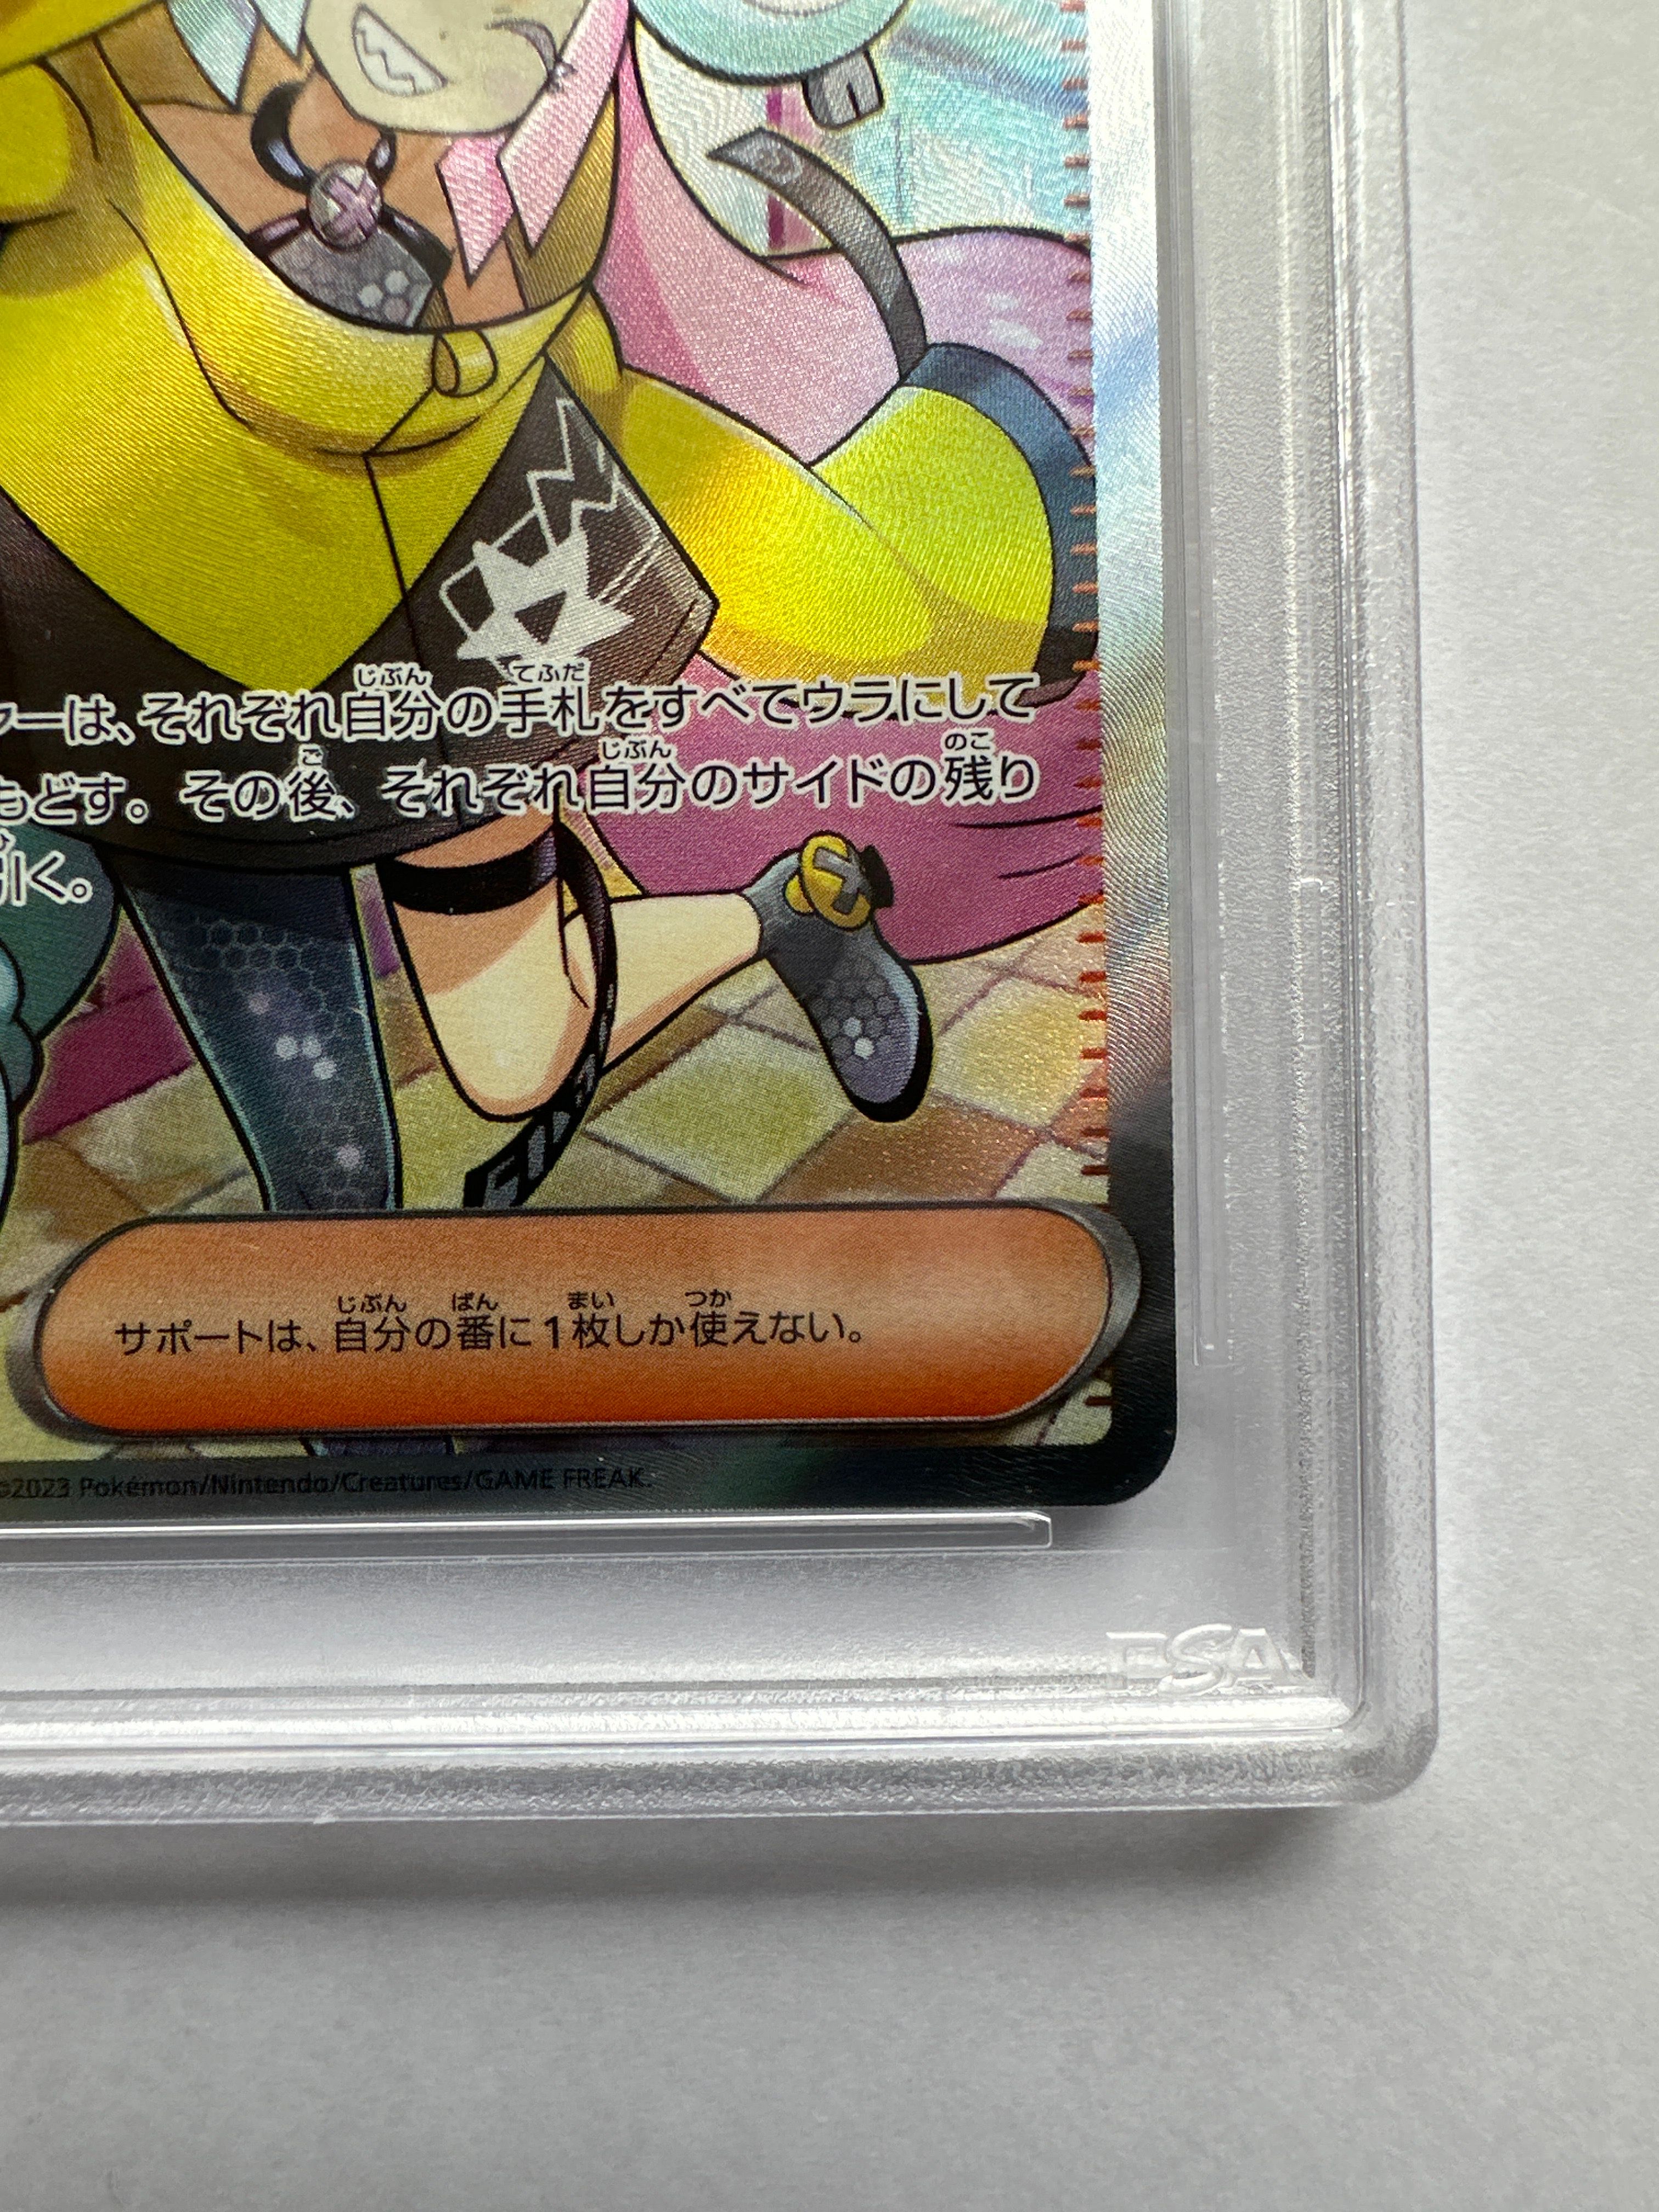 ーは、それぞれ自分の手札をすべてウラにして
もどす。その後、それぞれ自分のサイドの残り
引く。
サポートは、自分の番に1枚しか使えない。
©2023 Pokémon/Nintendo/Creatures/GAME FREAK.
PSA